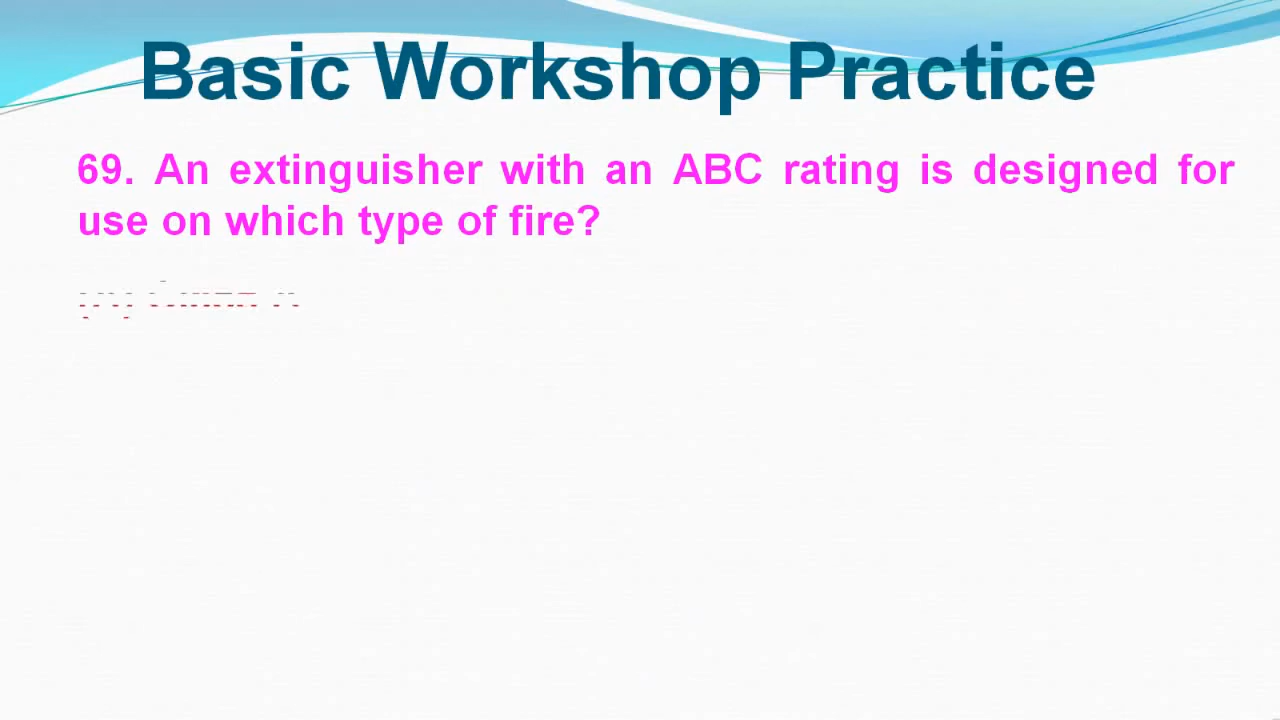 Basic Workshop Practice
69. An extinguisher with an ABC rating is designed for
use on which type of fire?